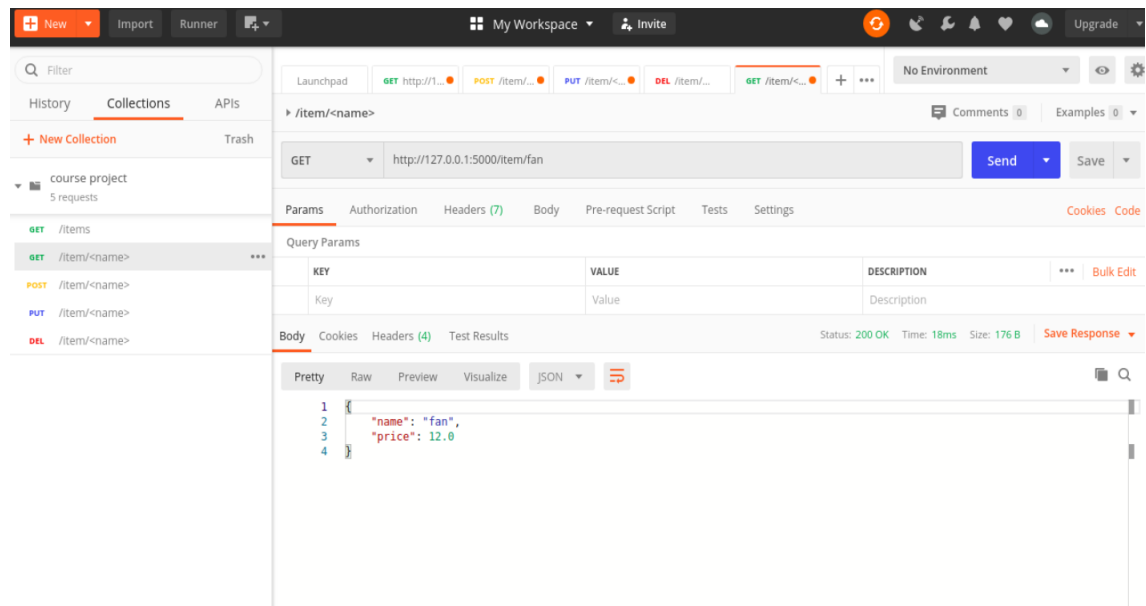 New Import Runner My Workspace Invite Upgrade
Filter
History Collections APIs
+ New Collection Trash
course project
5 requests
GET /items
GET /item/<name> •••
POST /item/<name>
PUT /item/<name>
DEL /item/<name>
Launchpad GET http://1... POST /item/... PUT /item/<... DEL /item/... GET /item/<... + ••• No Environment
/item/<name> Comments 0 Examples 0
GET http://127.0.0.1:5000/item/fan Send Save
Params Authorization Headers (7) Body Pre-request Script Tests Settings Cookies Code
Query Params
KEY VALUE DESCRIPTION ••• Bulk Edit
Key Value Description
Body Cookies Headers (4) Test Results Status: 200 OK Time: 18ms Size: 176 B Save Response
Pretty Raw Preview Visualize JSON
1 {
2 "name": "fan",
3 "price": 12.0
4 }